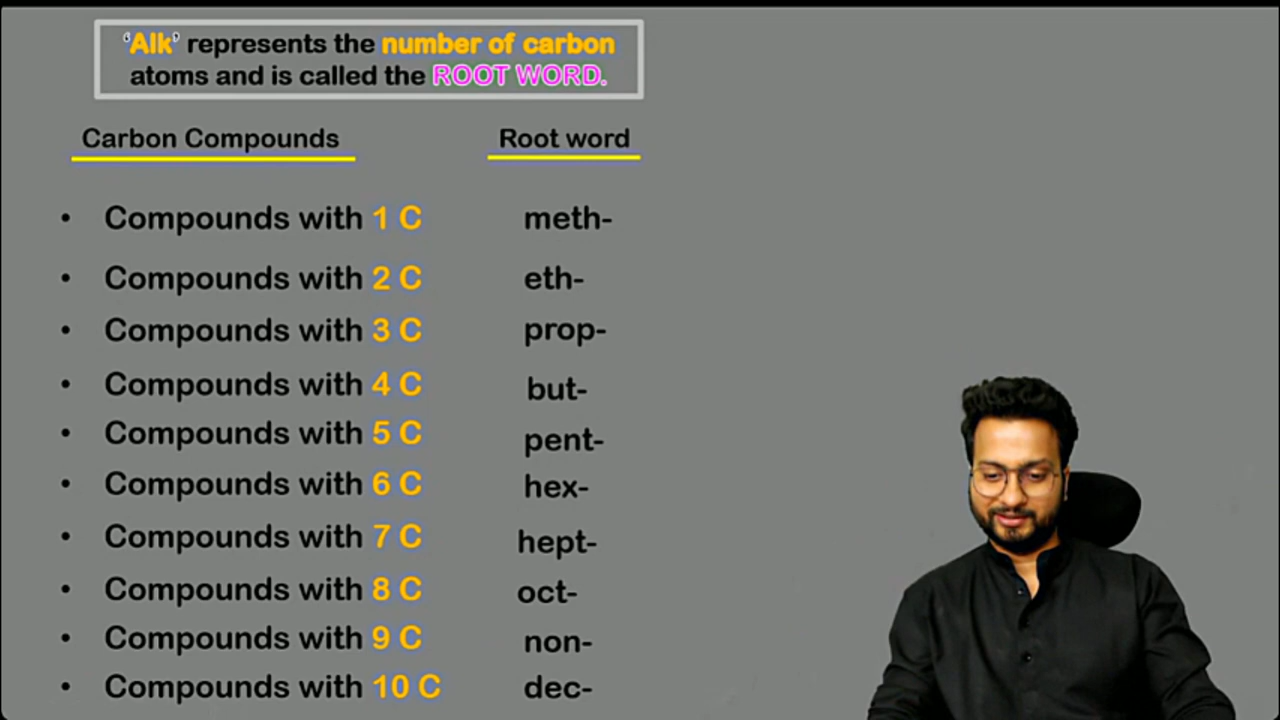 ‘Alk’ represents the number of carbon
atoms and is called the ROOT WORD.
Carbon Compounds Root word
• Compounds with 1 C meth-
• Compounds with 2 C eth-
• Compounds with 3 C prop-
• Compounds with 4 C but-
• Compounds with 5 C pent-
• Compounds with 6 C hex-
• Compounds with 7 C hept-
• Compounds with 8 C oct-
• Compounds with 9 C non-
• Compounds with 10 C dec-